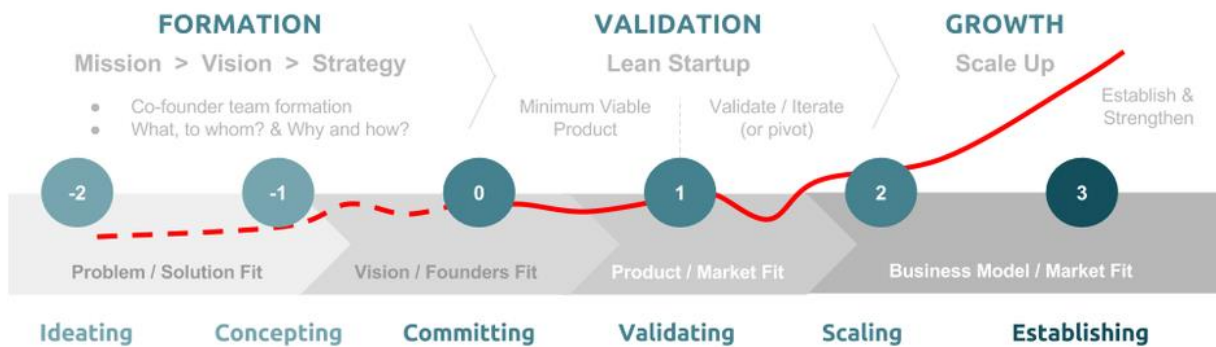 FORMATION
Mission > Vision > Strategy
● Co-founder team formation
● What, to whom? & Why and how?
VALIDATION
Lean Startup
Minimum Viable
Product
Validate / Iterate
(or pivot)
GROWTH
Scale Up
Establish &
Strengthen
-2
-1
0
1
2
3
Problem / Solution Fit
Vision / Founders Fit
Product / Market Fit
Business Model / Market Fit
Ideating
Concepting
Committing
Validating
Scaling
Establishing